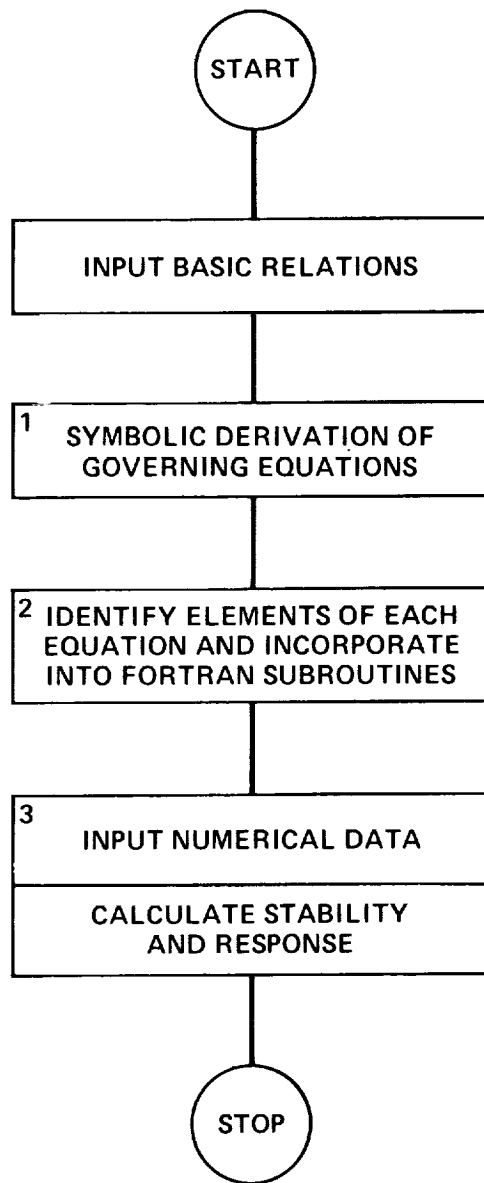 START
INPUT BASIC RELATIONS
1
SYMBOLIC DERIVATION OF
GOVERNING EQUATIONS
2
IDENTIFY ELEMENTS OF EACH
EQUATION AND INCORPORATE
INTO FORTRAN SUBROUTINES
3
INPUT NUMERICAL DATA
CALCULATE STABILITY
AND RESPONSE
STOP